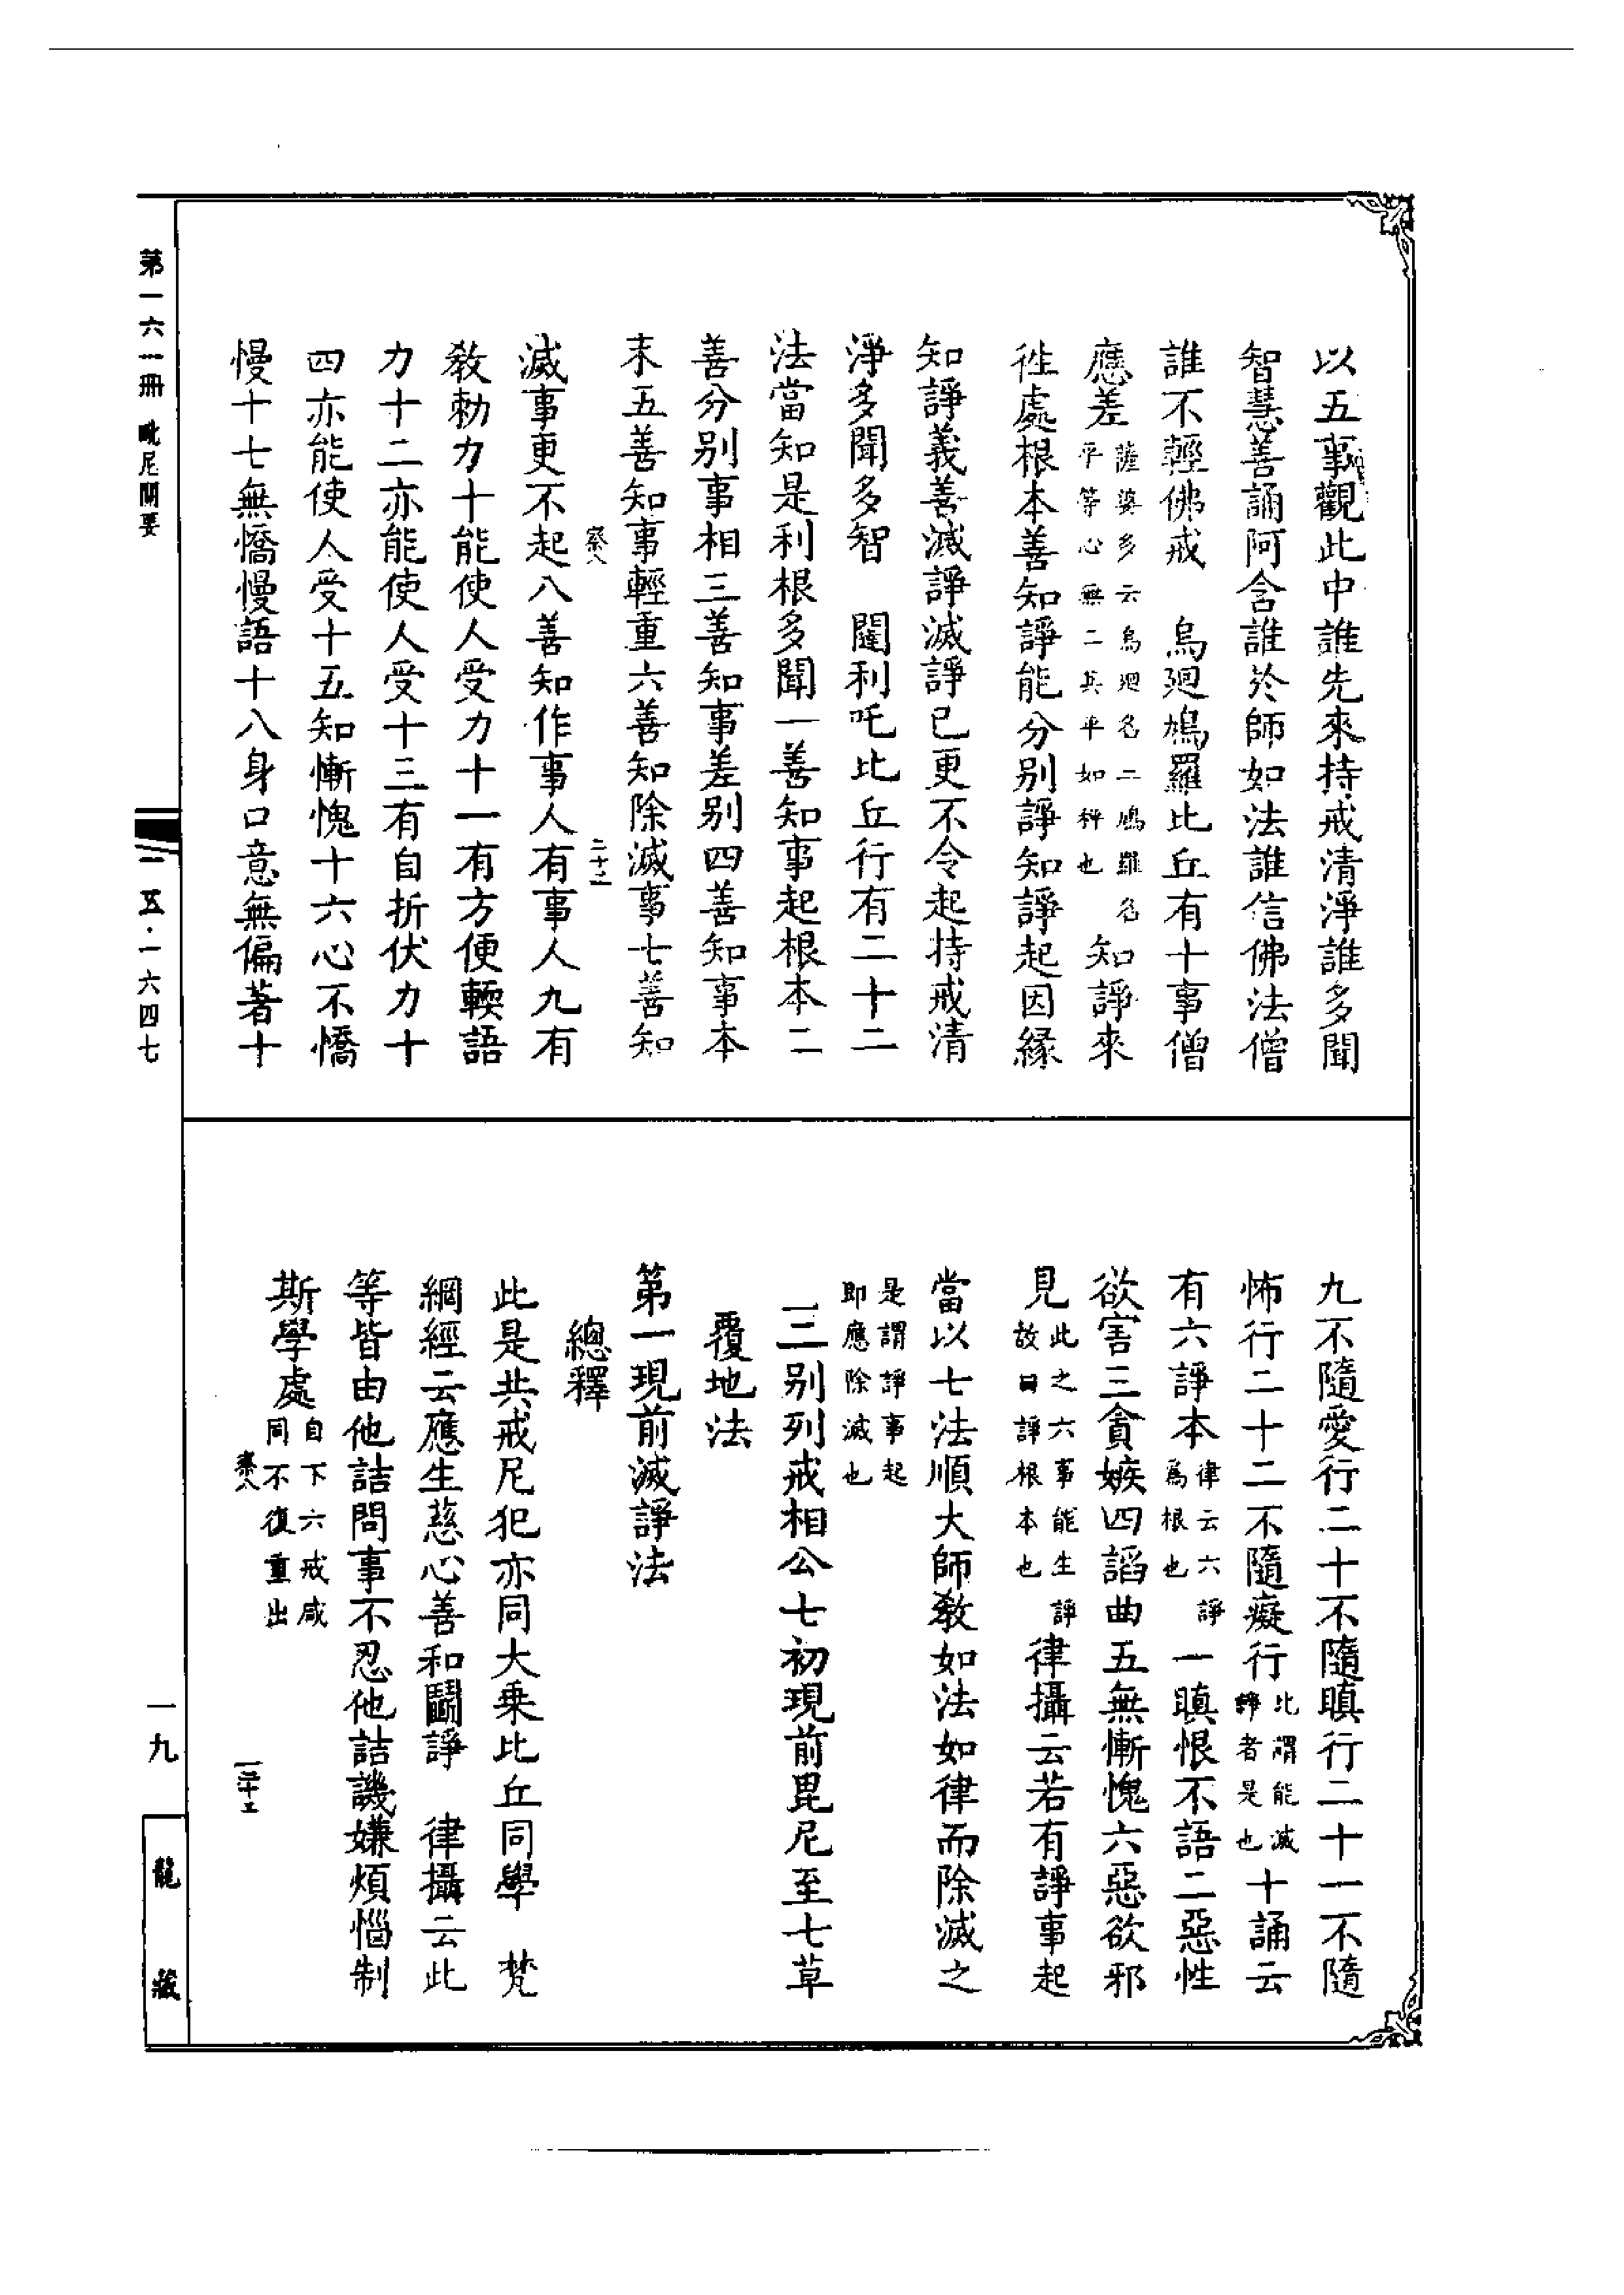 以五事觀此中誰先來持戒清淨誰多聞
智慧善誦阿含誰於師如法誰信佛法僧
誰不輕佛戒　烏廻鳩羅比丘有十事僧
應差薩婆多云烏廻名二鳩羅名平等心無二其平如秤也知諍來
徃處根本善知諍能分别諍知諍起因緣
知諍義善滅諍滅諍已更不令起持戒清
淨多聞多智　闥利吒比丘行有二十二
法當知是利根多聞一善知事起根本二
善分别事相三善知事差别四善知事本
末五善知事輕重六善知除滅事七善知
滅事更不起八善知作事人有事人九有
教勅力十能使人受力十一有方便輭語
力十二亦能使人受十三有自折伏力十
四亦能使人受十五知慚愧十六心不憍
慢十七無憍慢語十八身口意無偏著十
九不隨愛行二十不隨瞋行二十一不隨
怖行二十二不隨癡行此謂能滅諍者是也十誦云
有六諍本律云六諍爲根也一瞋恨不語二惡性
欲害三貪嫉四謟曲五無慚愧六惡欲邪
見此之六事能生諍故曰諍根本也律攝云若有諍事起
當以七法順大師教如法如律而除滅之
是謂諍事起即應除滅也
三别列戒相公七初現前毘尼至七草
覆地法
第一現前滅諍法
總釋
此是共戒尼犯亦同大乘比丘同學　梵
網經云應生慈心善和鬭諍　律攝云此
等皆由他詰問事不忍他詰譏嫌煩惱制
斯學處自下六戒咸同不復重出
第一六一冊　毗尼關要
一五·一六四七
一九
龍藏